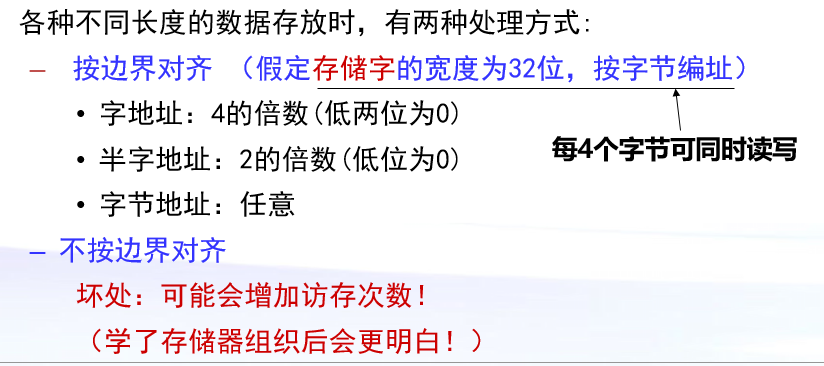 各种不同长度的数据存放时，有两种处理方式:
– 按边界对齐 （假定存储字的宽度为32位，按字节编址）
• 字地址：4的倍数(低两位为0)
每4个字节可同时读写
• 半字地址：2的倍数(低位为0)
• 字节地址：任意
– 不按边界对齐
坏处：可能会增加访存次数！
（学了存储器组织后会更明白！）